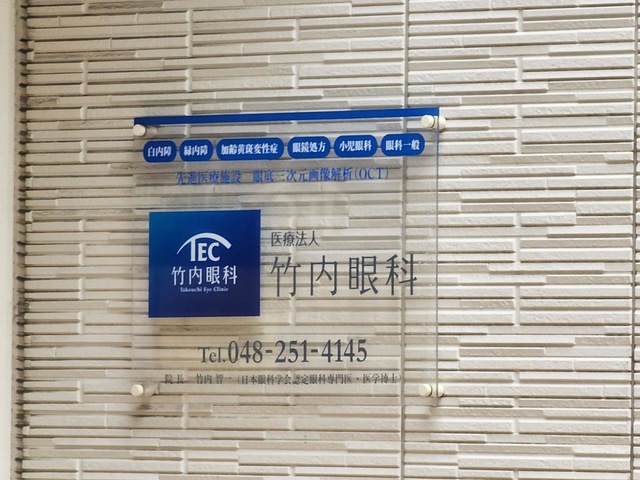 白内障 緑内障 加齢黄斑変性症 眼鏡処方 小児眼科 眼科一般
先進医療施設 眼底三次元画像解析(OCT)
TEC
竹内眼科
Takeuchi Eye Clinic
医療法人
竹内眼科
Tel.048-251-4145
院長 竹内 智一 (日本眼科学会認定眼科専門医・医学博士)